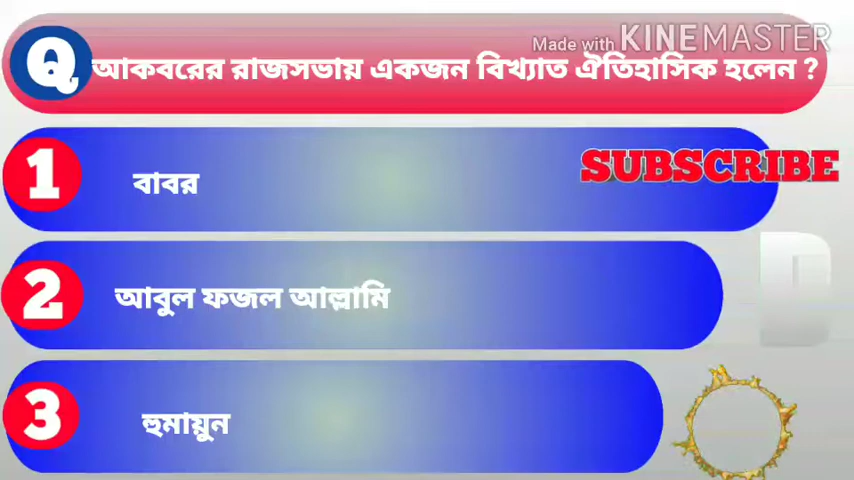 Made with KINEMASTER
Q আকবরের রাজসভায় একজন বিখ্যাত ঐতিহাসিক হলেন ?
1 বাবর
SUBSCRIBE
2 আবুল ফজল আল্লামি
D
3 হুমায়ুন